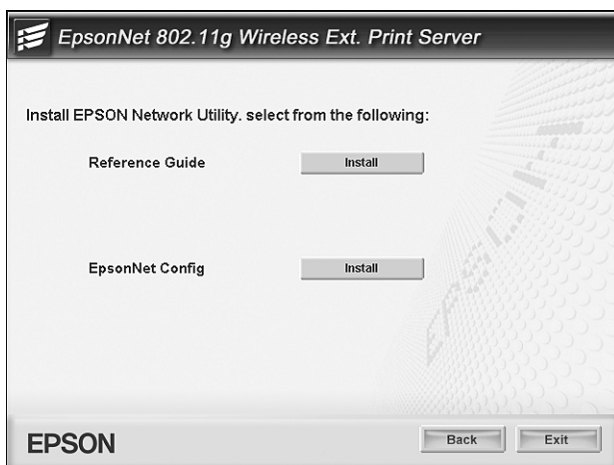 EpsonNet 802.11g Wireless Ext. Print Server
Install EPSON Network Utility. select from the following:
Reference Guide Install
EpsonNet Config Install
EPSON
EPSON Back Exit